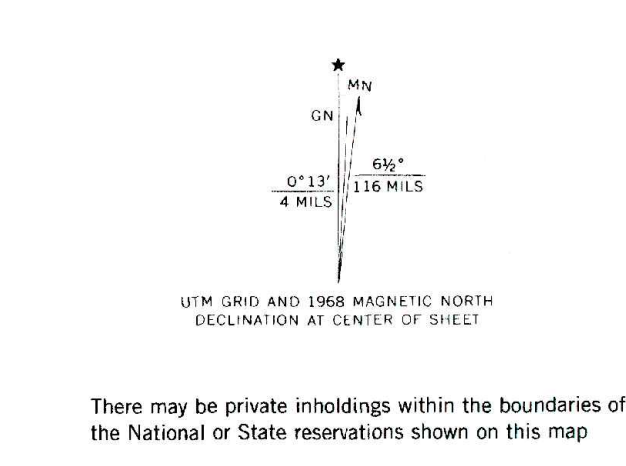 ★
MN
GN
0°13′
4 MILS
6½°
116 MILS
UTM GRID AND 1968 MAGNETIC NORTH
DECLINATION AT CENTER OF SHEET
There may be private inholdings within the boundaries of
the National or State reservations shown on this map